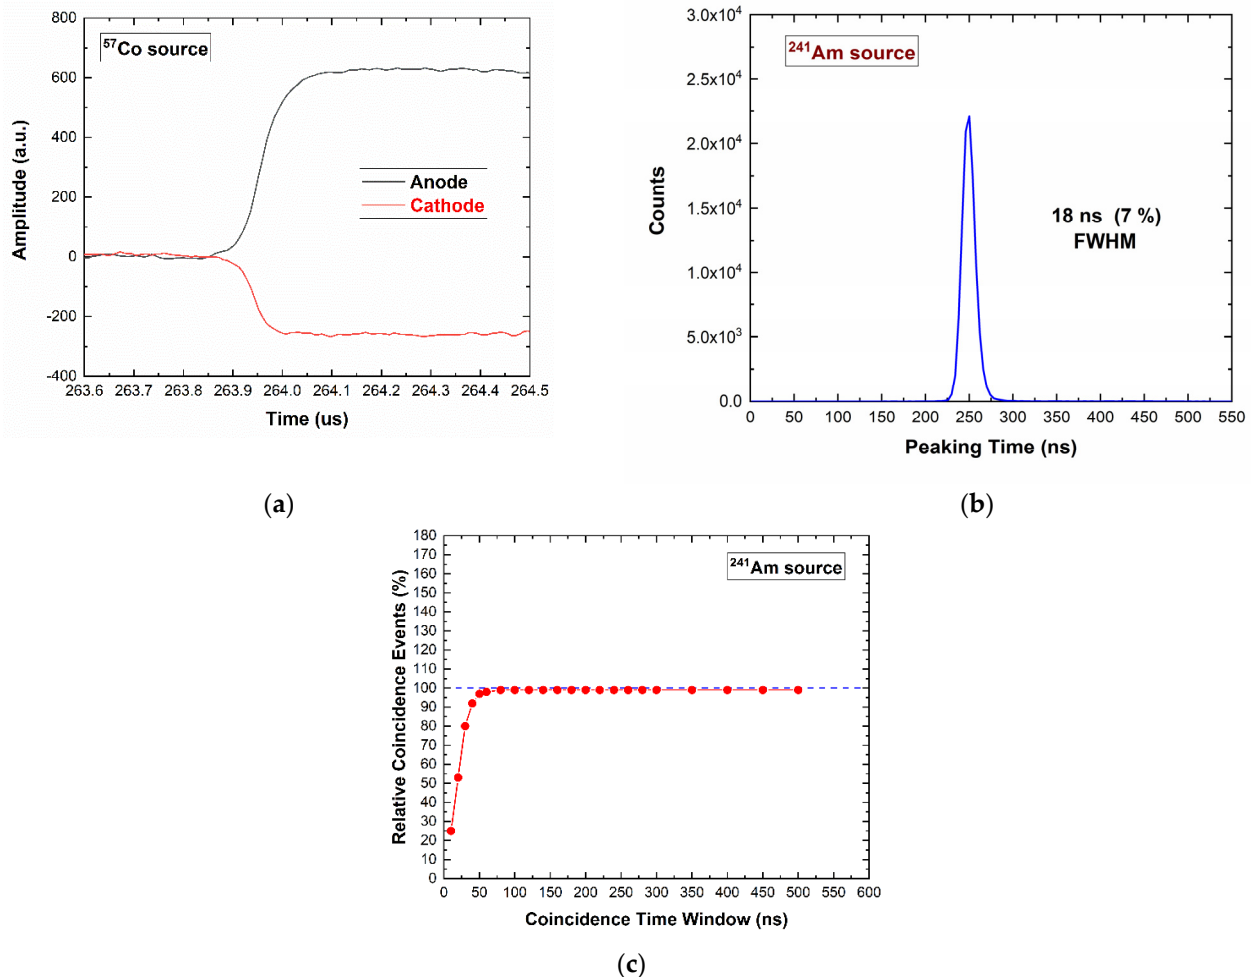 800
600
400
200
0
-200
-400
Amplitude (a.u.)
⁵⁷Co source
Anode
Cathode
263.6 263.7 263.8 263.9 264.0 264.1 264.2 264.3 264.4 264.5
Time (us)
(a)
3.0x10⁴
2.5x10⁴
2.0x10⁴
1.5x10⁴
1.0x10⁴
5.0x10³
0.0
Counts
²⁴¹Am source
18 ns (7 %)
FWHM
0 50 100 150 200 250 300 350 400 450 500 550
Peaking Time (ns)
(b)
180
170
160
150
140
130
120
110
100
90
80
70
60
50
40
30
20
10
0
Relative Coincidence Events (%)
²⁴¹Am source
0 50 100 150 200 250 300 350 400 450 500 550 600
Coincidence Time Window (ns)
(c)